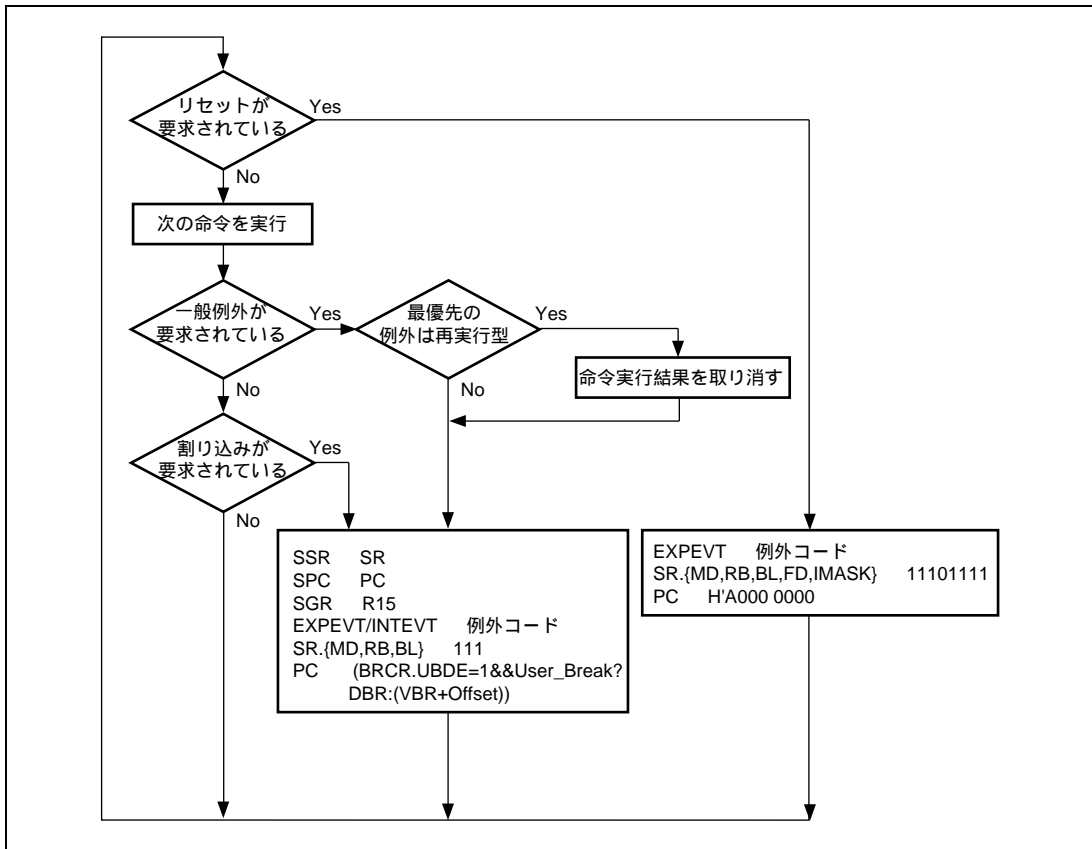 リセットが
要求されている
Yes
No
次の命令を実行
一般例外が
要求されている
Yes
No
最優先の
例外は再実行型
Yes
No
命令実行結果を取り消す
割り込みが
要求されている
Yes
No
SSR SR
SPC PC
SGR R15
EXPEVT/INTEVT 例外コード
SR.{MD,RB,BL} 111
PC (BRCR.UBDE=1&&User_Break?
DBR:(VBR+Offset))
EXPEVT 例外コード
SR.{MD,RB,BL,FD,IMASK} 11101111
PC H'A000 0000